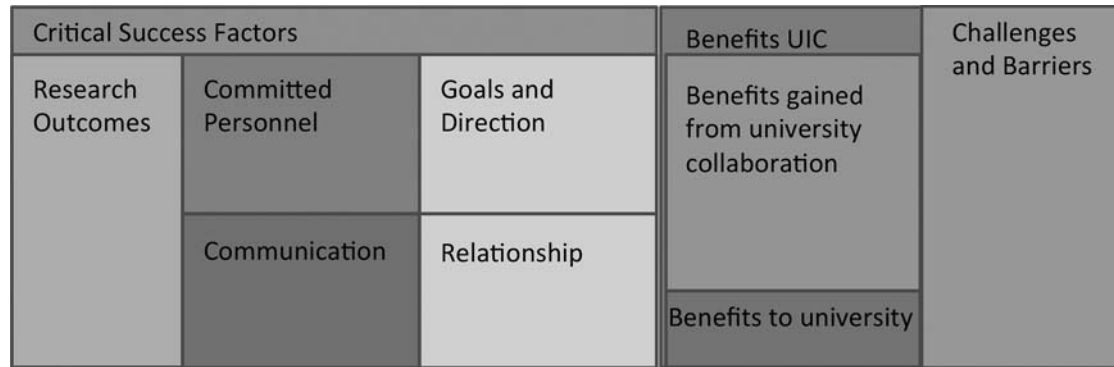 Critical Success Factors
Research
Outcomes
Committed
Personnel
Goals and
Direction
Communication
Relationship
Benefits UIC
Benefits gained
from university
collaboration
Benefits to university
Challenges
and Barriers